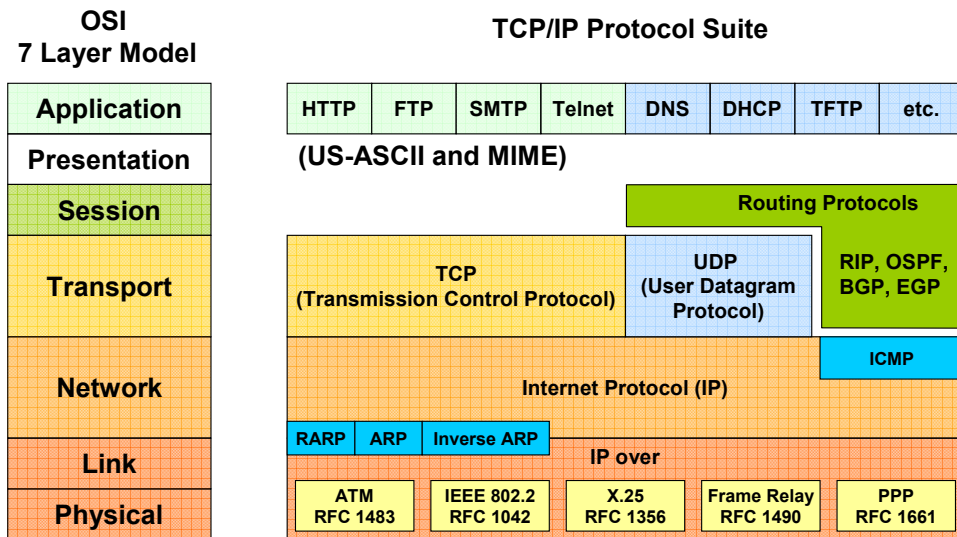 OSI
7 Layer Model
TCP/IP Protocol Suite
Application
HTTP
FTP
SMTP
Telnet
DNS
DHCP
TFTP
etc.
Presentation
(US-ASCII and MIME)
Session
Routing Protocols
Transport
TCP
(Transmission Control Protocol)
UDP
(User Datagram
Protocol)
RIP, OSPF,
BGP, EGP
Network
Internet Protocol (IP)
ICMP
RARP
ARP
Inverse ARP
Link
IP over
Physical
ATM
RFC 1483
IEEE 802.2
RFC 1042
X.25
RFC 1356
Frame Relay
RFC 1490
PPP
RFC 1661